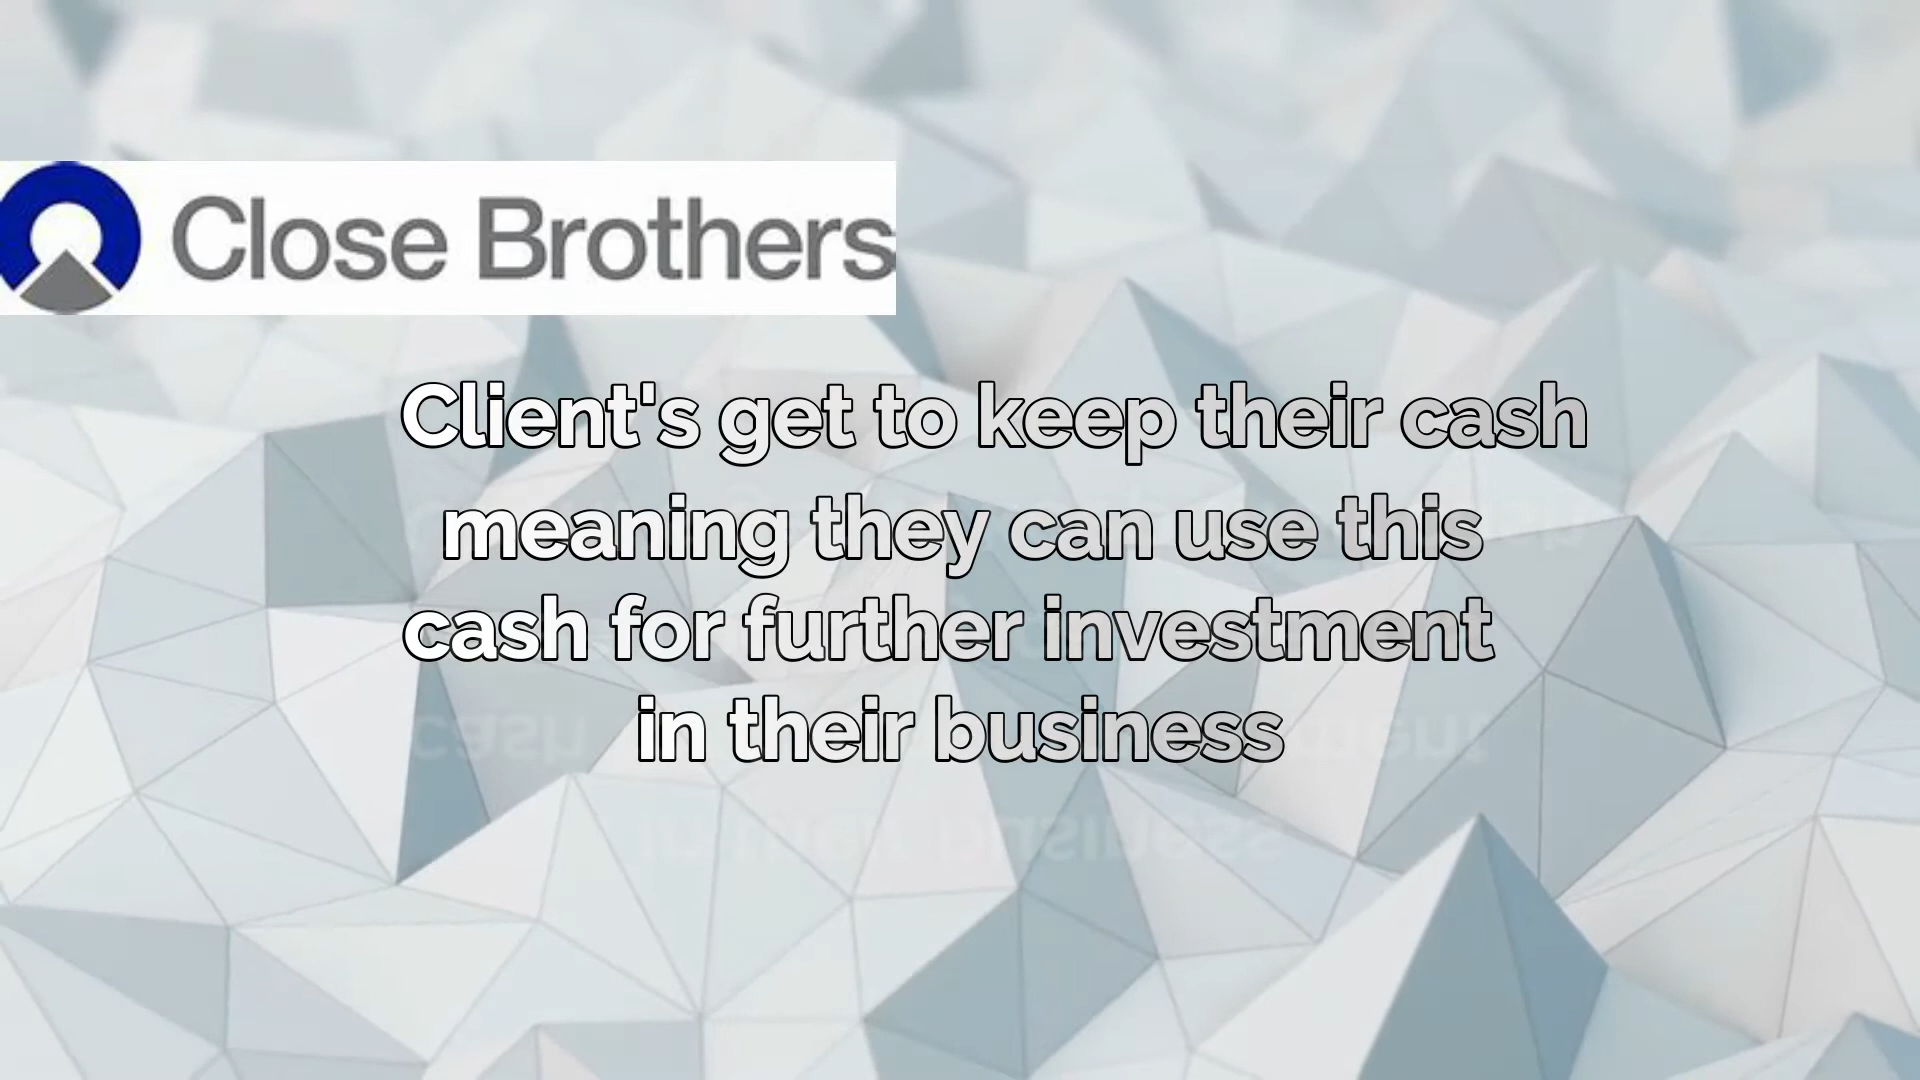 Close Brothers
Client's get to keep their cash
meaning they can use this
cash for further investment
in their business